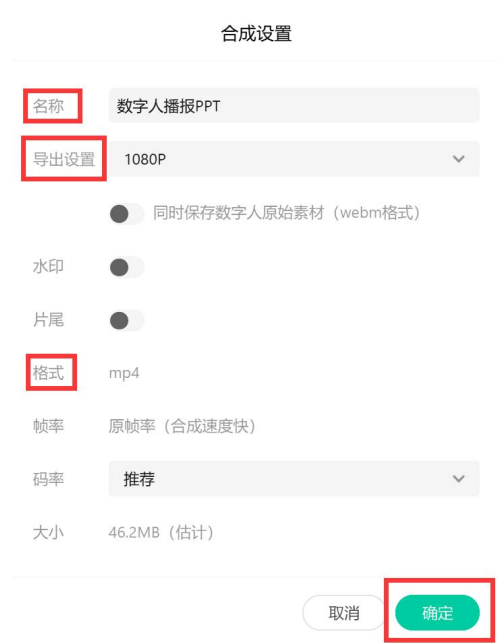 合成设置
名称 数字人播报PPT
导出设置 1080P
同时保存数字人原始素材（webm格式）
水印
片尾
格式 mp4
帧率 原帧率（合成速度快）
码率 推荐
大小 46.2MB（估计）
取消 确定